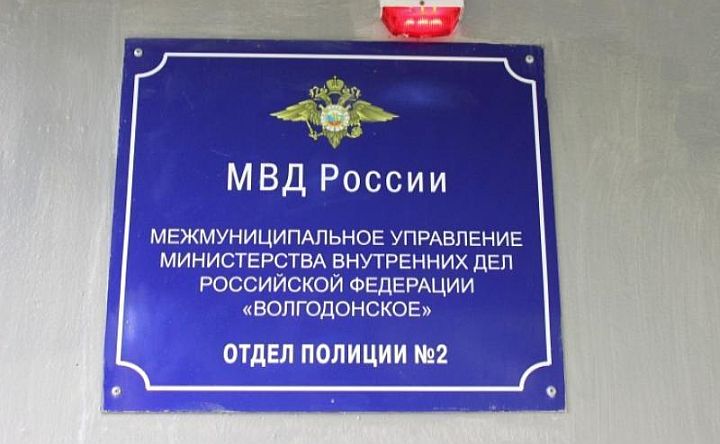 МВД России
МЕЖМУНИЦИПАЛЬНОЕ УПРАВЛЕНИЕ
МИНИСТЕРСТВА ВНУТРЕННИХ ДЕЛ
РОССИЙСКОЙ ФЕДЕРАЦИИ
«ВОЛГОДОНСКОЕ»
ОТДЕЛ ПОЛИЦИИ №2